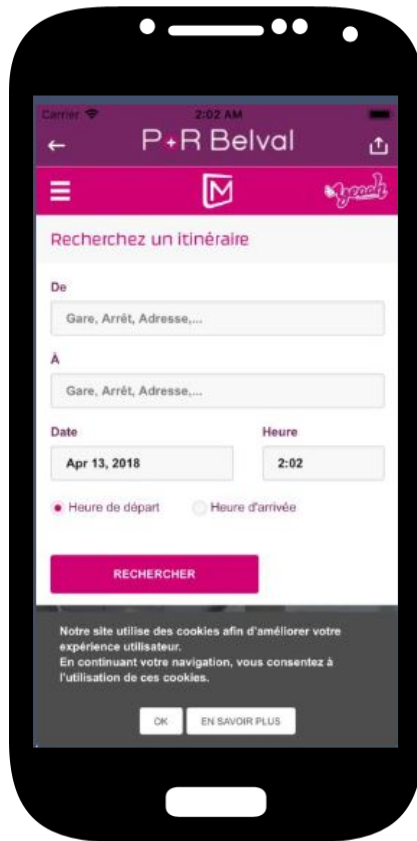 Carrier 2:02 AM
P+R Belval
M yeaah
Recherchez un itinéraire
De
Gare, Arrêt, Adresse,...
À
Gare, Arrêt, Adresse,...
Date Heure
Apr 13, 2018 2:02
Heure de départ Heure d'arrivée
RECHERCHER
Notre site utilise des cookies afin d'améliorer votre
expérience utilisateur.
En continuant votre navigation, vous consentez à
l'utilisation de ces cookies.
OK EN SAVOIR PLUS